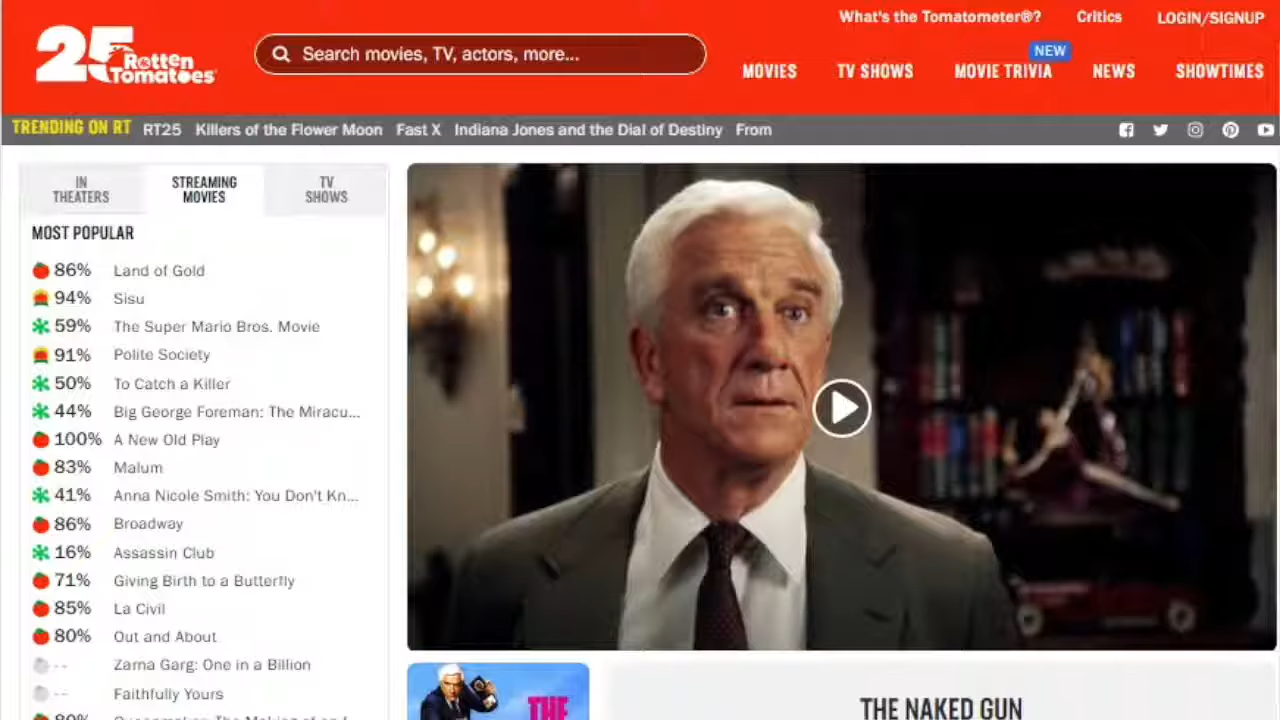 What's the Tomatometer®? Critics LOGIN/SIGNUP
25 Rotten Tomatoes
Search movies, TV, actors, more...
NEW
MOVIES TV SHOWS MOVIE TRIVIA NEWS SHOWTIMES
TRENDING ON RT RT25 Killers of the Flower Moon Fast X Indiana Jones and the Dial of Destiny From
IN THEATERS
STREAMING MOVIES
TV SHOWS
MOST POPULAR
86% Land of Gold
94% Sisu
59% The Super Mario Bros. Movie
91% Polite Society
50% To Catch a Killer
44% Big George Foreman: The Miracu...
100% A New Old Play
83% Malum
41% Anna Nicole Smith: You Don't Kn...
86% Broadway
16% Assassin Club
71% Giving Birth to a Butterfly
85% La Civil
80% Out and About
-- Zarna Garg: One in a Billion
-- Faithfully Yours
THE
THE NAKED GUN